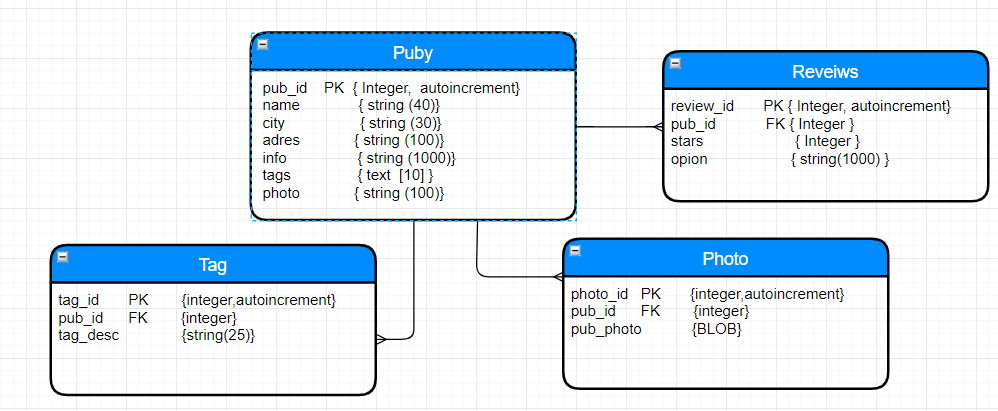 Puby
pub_id PK { Integer, autoincrement}
name { string (40)}
city { string (30)}
adres { string (100)}
info { string (1000)}
tags { text [10] }
photo { string (100)}
Reveiws
review_id PK { Integer, autoincrement}
pub_id FK { Integer }
stars { Integer }
opion { string(1000) }
Tag
tag_id PK {integer,autoincrement}
pub_id FK {integer}
tag_desc {string(25)}
Photo
photo_id PK {integer,autoincrement}
pub_id FK {integer}
pub_photo {BLOB}